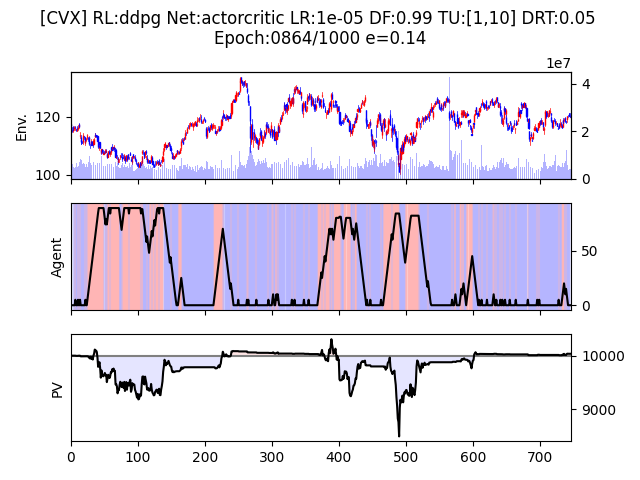 [CVX] RL:ddpg Net:actorcritic LR:1e-05 DF:0.99 TU:[1,10] DRT:0.05
Epoch:0864/1000 e=0.14
1e7
Env.
120
100
4
2
0
Agent
50
0
PV
10000
9000
0 100 200 300 400 500 600 700